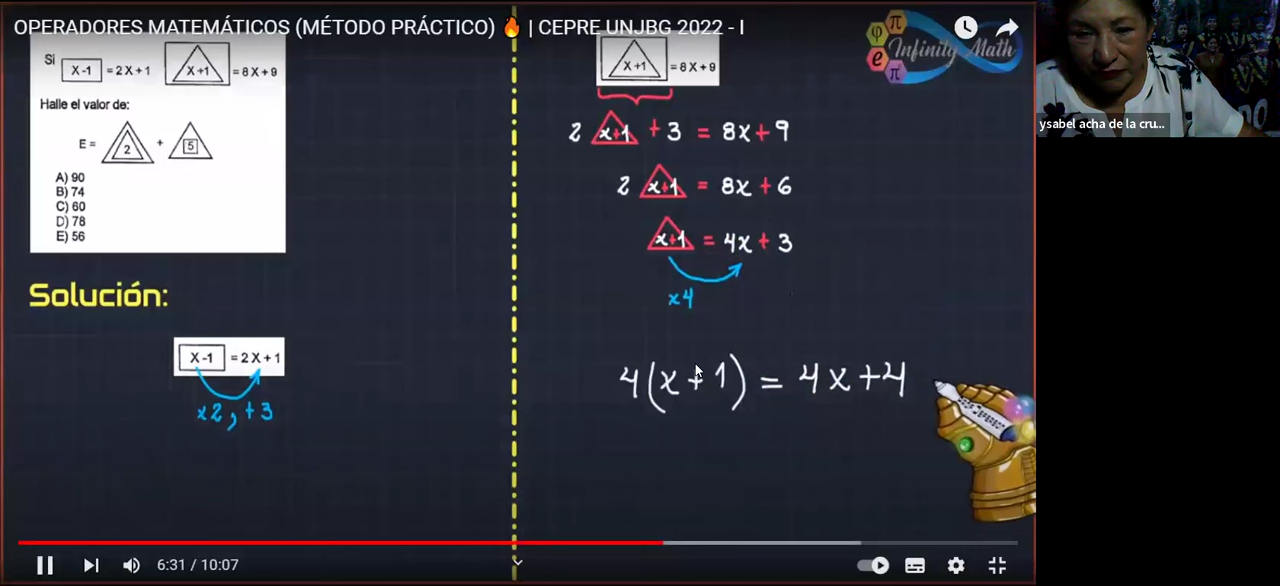 OPERADORES MATEMÁTICOS (MÉTODO PRÁCTICO) 🔥 | CEPRE UNJBG 2022 - I
Si X-1 = 2X+1 X+1 = 8X+9
Halle el valor de:
E = 2 + 5
A) 90
B) 74
C) 60
D) 78
E) 56
Solución:
X-1 = 2X+1
x2, +3
X+1 = 8X+9
2 x+1 + 3 = 8x+9
2 x+1 = 8x + 6
x+1 = 4x + 3
x4
4(x+1) = 4x+4
π
φ
e
π
Infinity Math
ysabel acha de la cru...
6:31 / 10:07